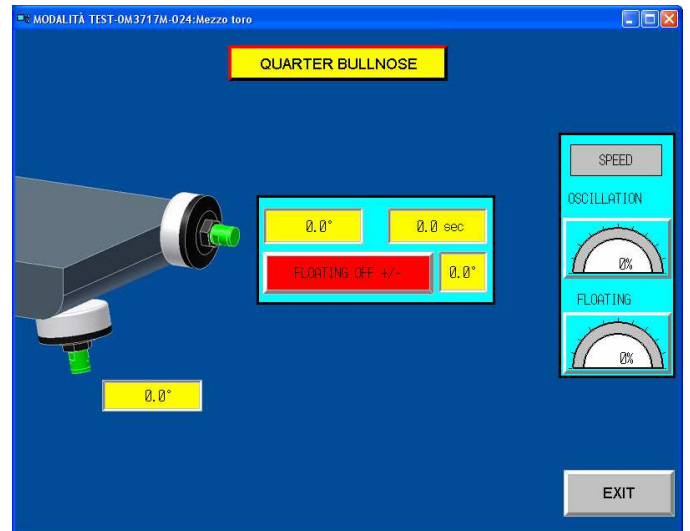 MODALITÀ TEST-OM3717M-024:Mezzo toro
QUARTER BULLNOSE
SPEED
OSCILLATION
0%
FLOATING
0%
0.0° 0.0 sec
FLOATING OFF +/- 0.0°
0.0°
EXIT